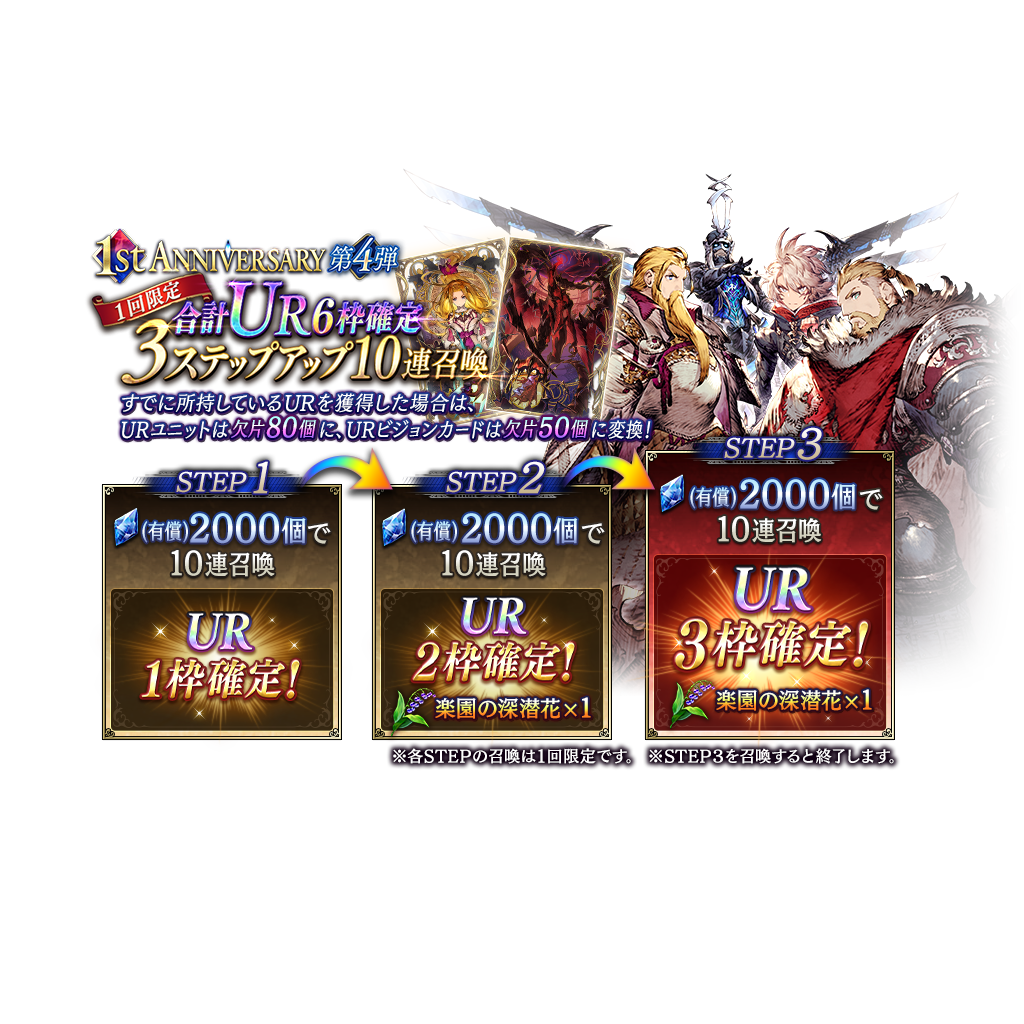 1st ANNIVERSARY 第4弾
1回限定
合計UR6枠確定
3ステップアップ10連召喚
すでに所持しているURを獲得した場合は、
URユニットは欠片80個に、URビジョンカードは欠片50個に変換!
STEP 1
(有償)2000個で
10連召喚
UR
1枠確定!
STEP 2
(有償)2000個で
10連召喚
UR
2枠確定!
楽園の深潜花×1
STEP 3
(有償)2000個で
10連召喚
UR
3枠確定!
楽園の深潜花×1
※各STEPの召喚は1回限定です。
※STEP3を召喚すると終了します。